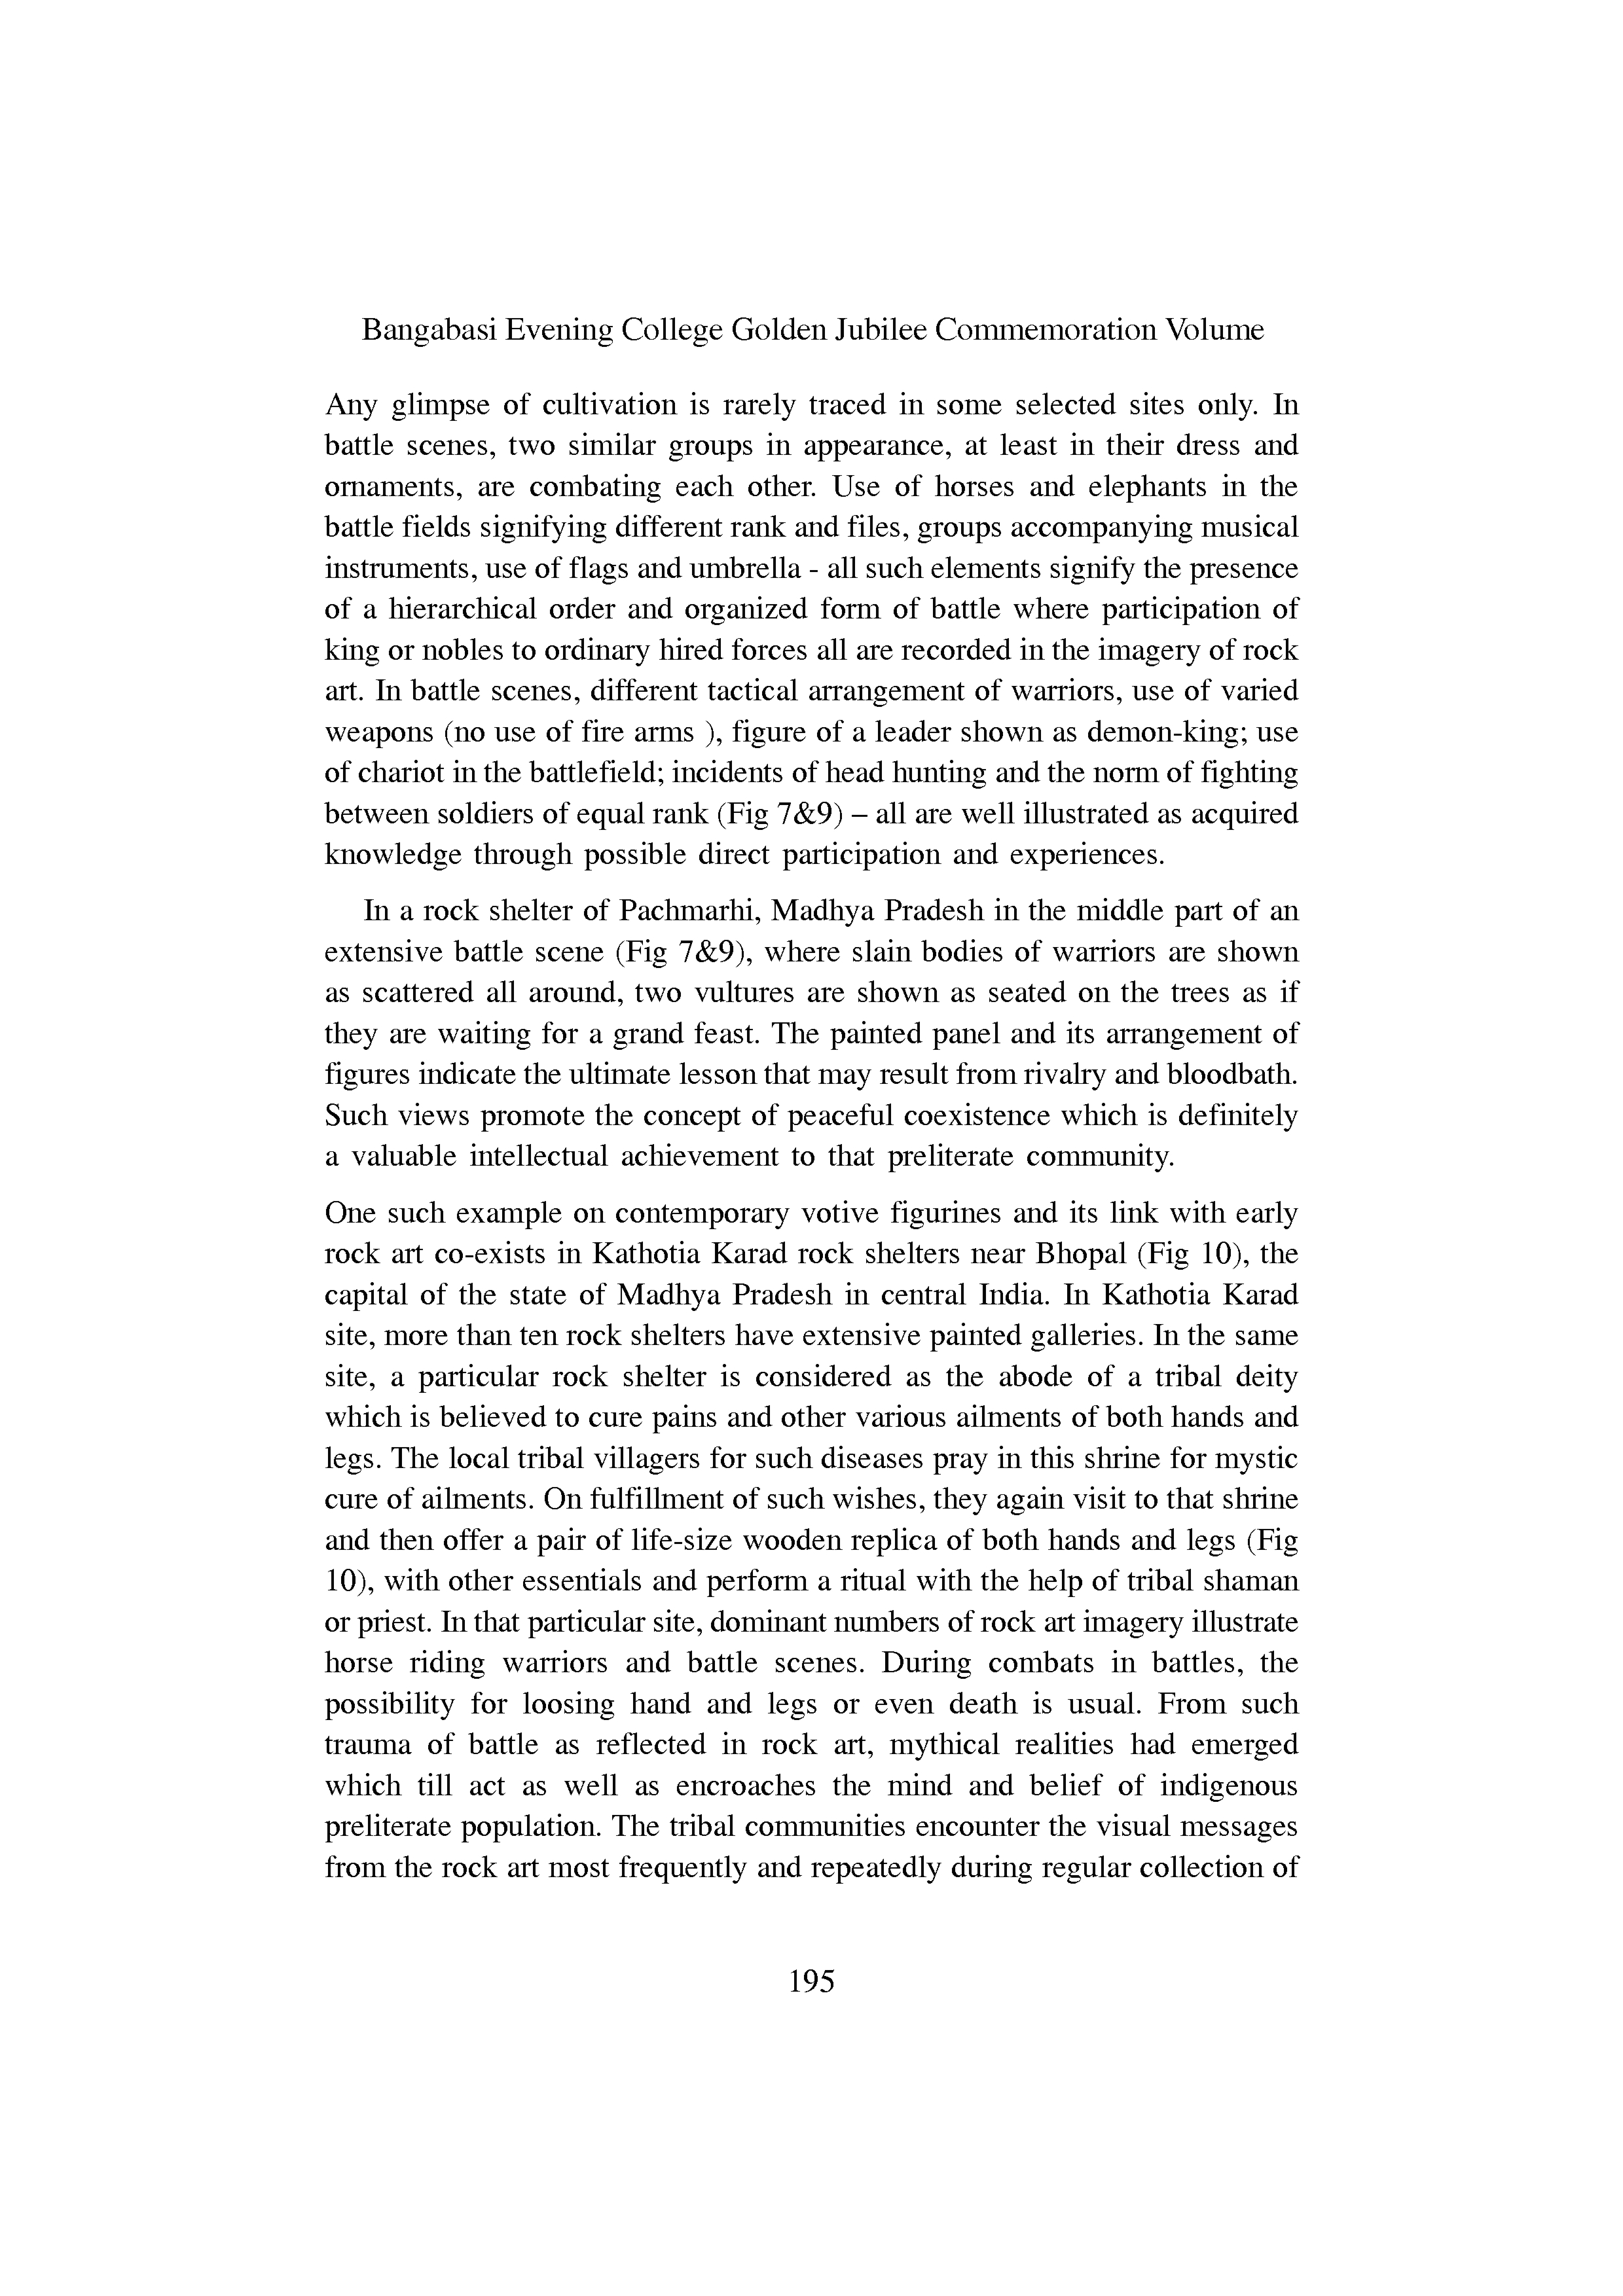 Bangabasi Evening College Golden Jubilee Commemoration Volume
Any glimpse of cultivation is rarely traced in some selected sites only. In
battle scenes, two similar groups in appearance, at least in their dress and
ornaments, are combating each other. Use of horses and elephants in the
battle fields signifying different rank and files, groups accompanying musical
instruments, use of flags and umbrella - all such elements signify the presence
of a hierarchical order and organized form of battle where participation of
king or nobles to ordinary hired forces all are recorded in the imagery of rock
art. In battle scenes, different tactical arrangement of warriors, use of varied
weapons (no use of fire arms ), figure of a leader shown as demon-king; use
of chariot in the battlefield; incidents of head hunting and the norm of fighting
between soldiers of equal rank (Fig 7&9) – all are well illustrated as acquired
knowledge through possible direct participation and experiences.
In a rock shelter of Pachmarhi, Madhya Pradesh in the middle part of an
extensive battle scene (Fig 7&9), where slain bodies of warriors are shown
as scattered all around, two vultures are shown as seated on the trees as if
they are waiting for a grand feast. The painted panel and its arrangement of
figures indicate the ultimate lesson that may result from rivalry and bloodbath.
Such views promote the concept of peaceful coexistence which is definitely
a valuable intellectual achievement to that preliterate community.
One such example on contemporary votive figurines and its link with early
rock art co-exists in Kathotia Karad rock shelters near Bhopal (Fig 10), the
capital of the state of Madhya Pradesh in central India. In Kathotia Karad
site, more than ten rock shelters have extensive painted galleries. In the same
site, a particular rock shelter is considered as the abode of a tribal deity
which is believed to cure pains and other various ailments of both hands and
legs. The local tribal villagers for such diseases pray in this shrine for mystic
cure of ailments. On fulfillment of such wishes, they again visit to that shrine
and then offer a pair of life-size wooden replica of both hands and legs (Fig
10), with other essentials and perform a ritual with the help of tribal shaman
or priest. In that particular site, dominant numbers of rock art imagery illustrate
horse riding warriors and battle scenes. During combats in battles, the
possibility for loosing hand and legs or even death is usual. From such
trauma of battle as reflected in rock art, mythical realities had emerged
which till act as well as encroaches the mind and belief of indigenous
preliterate population. The tribal communities encounter the visual messages
from the rock art most frequently and repeatedly during regular collection of
195